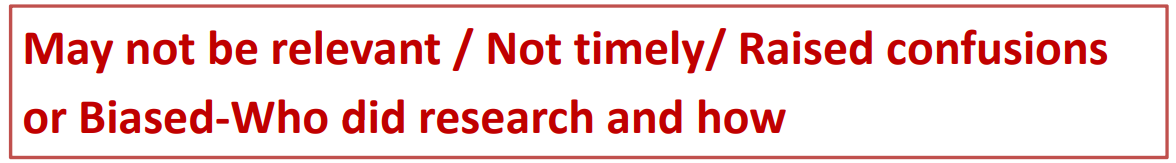 May not be relevant / Not timely/ Raised confusions
or Biased-Who did research and how